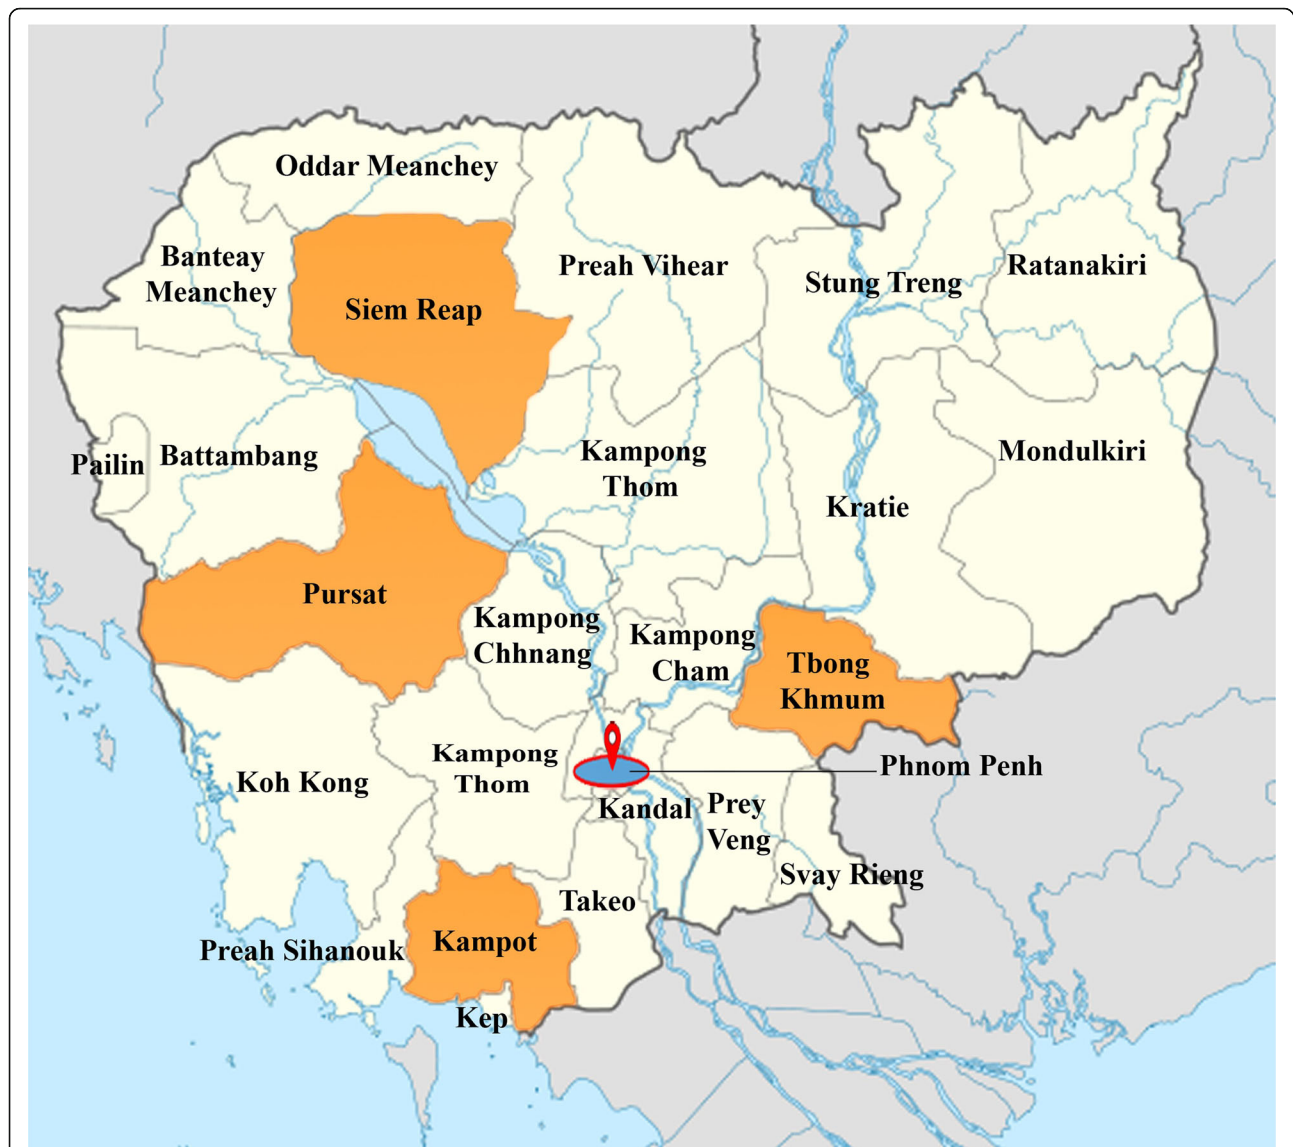 Oddar Meanchey
Banteay
Meanchey
Siem Reap
Preah Vihear
Stung Treng
Ratanakiri
Pailin
Battambang
Kampong
Thom
Kratie
Mondulkiri
Pursat
Kampong
Chhnang
Kampong
Cham
Tbong
Khmum
Koh Kong
Kampong
Thom
Phnom Penh
Kandal
Prey
Veng
Svay Rieng
Takeo
Preah Sihanouk
Kampot
Kep